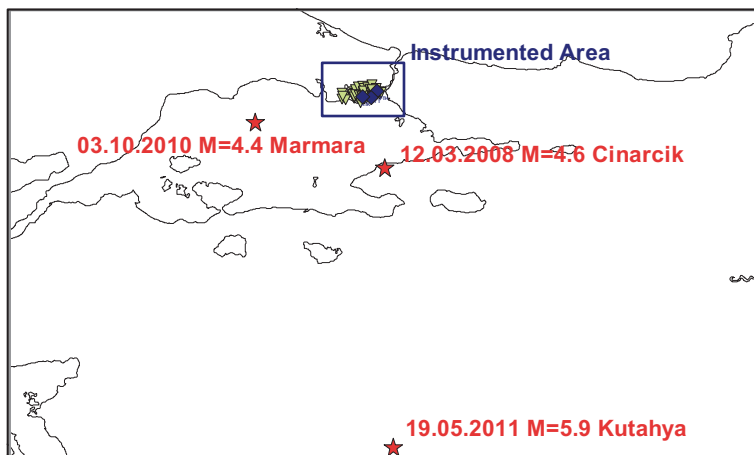 Instrumented Area
03.10.2010 M=4.4 Marmara
12.03.2008 M=4.6 Cinarcik
19.05.2011 M=5.9 Kutahya